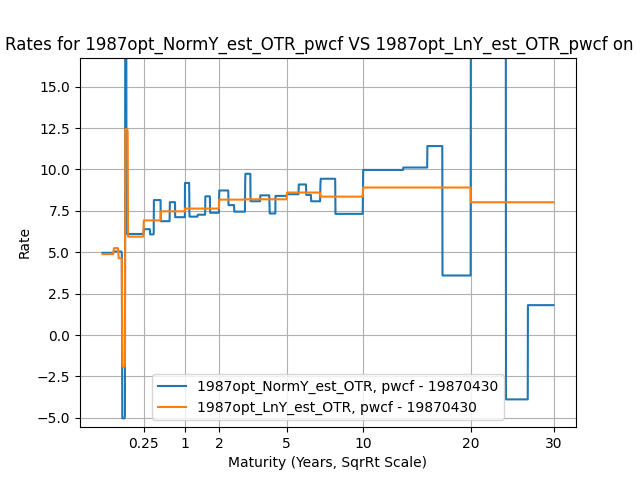 Rates for 1987opt_NormY_est_OTR_pwcf VS 1987opt_LnY_est_OTR_pwcf on
15.0
12.5
10.0
7.5
5.0
2.5
0.0
−2.5
−5.0
Rate
1987opt_NormY_est_OTR, pwcf - 19870430
1987opt_LnY_est_OTR, pwcf - 19870430
0.25 1 2 5 10 20 30
Maturity (Years, SqrRt Scale)